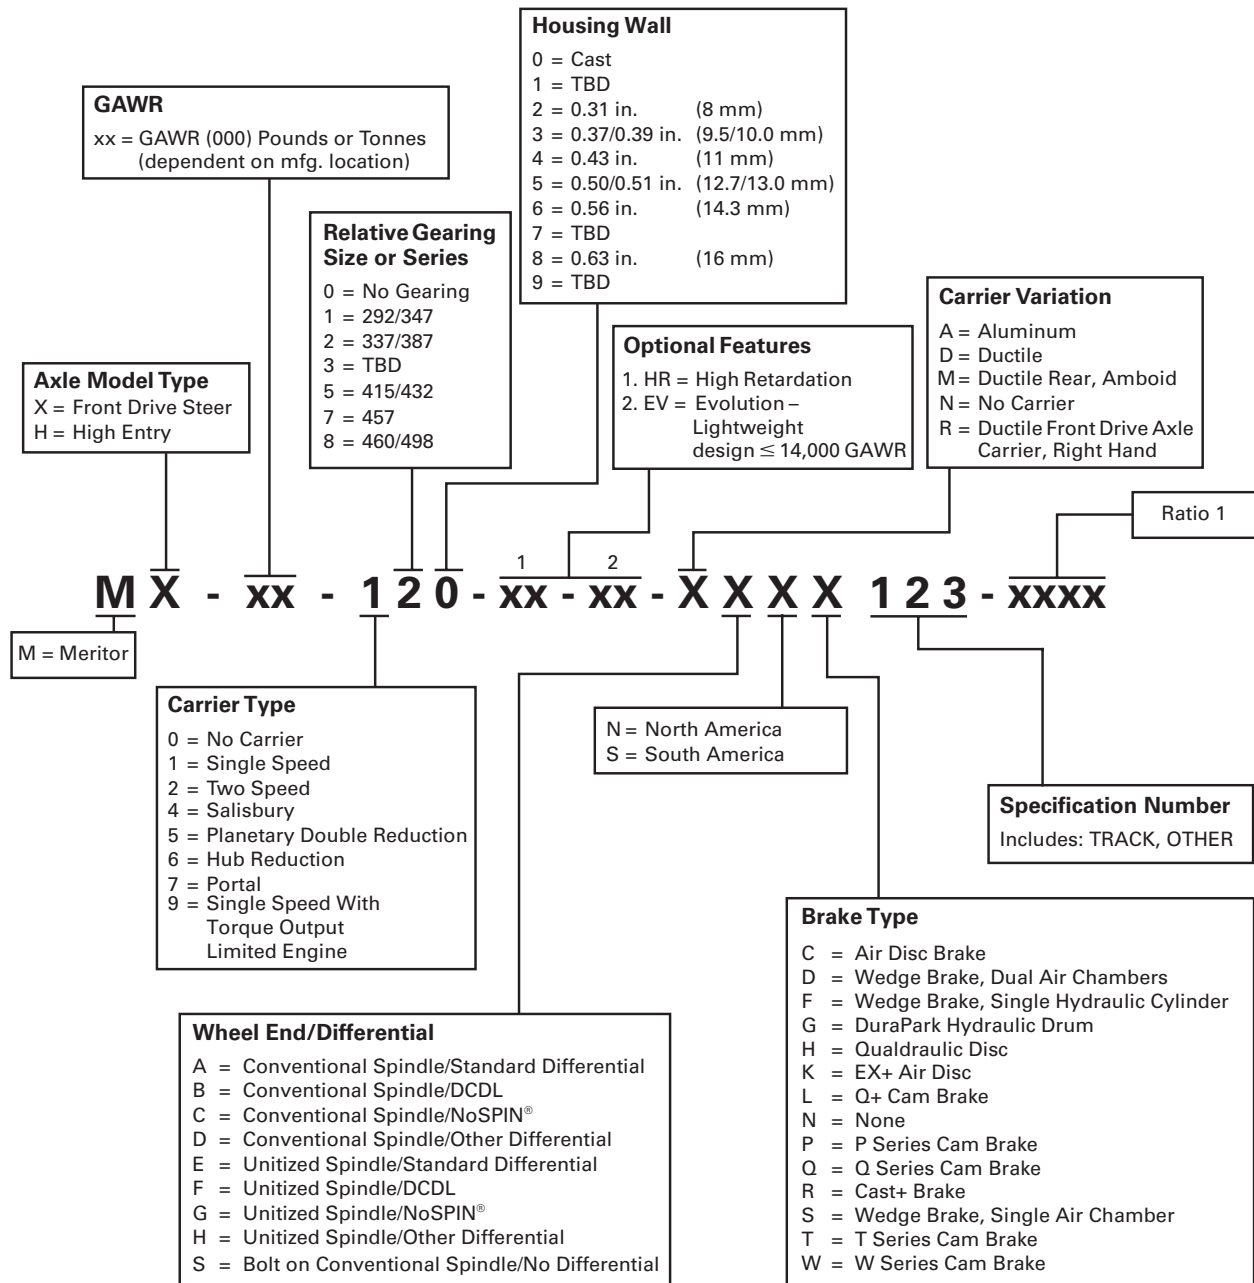 Housing Wall
0 = Cast
1 = TBD
2 = 0.31 in. (8 mm)
3 = 0.37/0.39 in. (9.5/10.0 mm)
4 = 0.43 in. (11 mm)
5 = 0.50/0.51 in. (12.7/13.0 mm)
6 = 0.56 in. (14.3 mm)
7 = TBD
8 = 0.63 in. (16 mm)
9 = TBD
GAWR
xx = GAWR (000) Pounds or Tonnes
(dependent on mfg. location)
Relative Gearing
Size or Series
0 = No Gearing
1 = 292/347
2 = 337/387
3 = TBD
5 = 415/432
7 = 457
8 = 460/498
Carrier Variation
A = Aluminum
D = Ductile
M = Ductile Rear, Amboid
N = No Carrier
R = Ductile Front Drive Axle
Carrier, Right Hand
Optional Features
1. HR = High Retardation
2. EV = Evolution –
Lightweight
design ≤ 14,000 GAWR
Axle Model Type
X = Front Drive Steer
H = High Entry
Ratio 1
1 2
M X - xx - 1 2 0 - xx - xx - X X X X 1 2 3 - xxxx
M = Meritor
Carrier Type
0 = No Carrier
1 = Single Speed
2 = Two Speed
4 = Salisbury
5 = Planetary Double Reduction
6 = Hub Reduction
7 = Portal
9 = Single Speed With
Torque Output
Limited Engine
N = North America
S = South America
Specification Number
Includes: TRACK, OTHER
Wheel End/Differential
A = Conventional Spindle/Standard Differential
B = Conventional Spindle/DCDL
C = Conventional Spindle/NoSPIN®
D = Conventional Spindle/Other Differential
E = Unitized Spindle/Standard Differential
F = Unitized Spindle/DCDL
G = Unitized Spindle/NoSPIN®
H = Unitized Spindle/Other Differential
S = Bolt on Conventional Spindle/No Differential
Brake Type
C = Air Disc Brake
D = Wedge Brake, Dual Air Chambers
F = Wedge Brake, Single Hydraulic Cylinder
G = DuraPark Hydraulic Drum
H = Qualdraulic Disc
K = EX+ Air Disc
L = Q+ Cam Brake
N = None
P = P Series Cam Brake
Q = Q Series Cam Brake
R = Cast+ Brake
S = Wedge Brake, Single Air Chamber
T = T Series Cam Brake
W = W Series Cam Brake